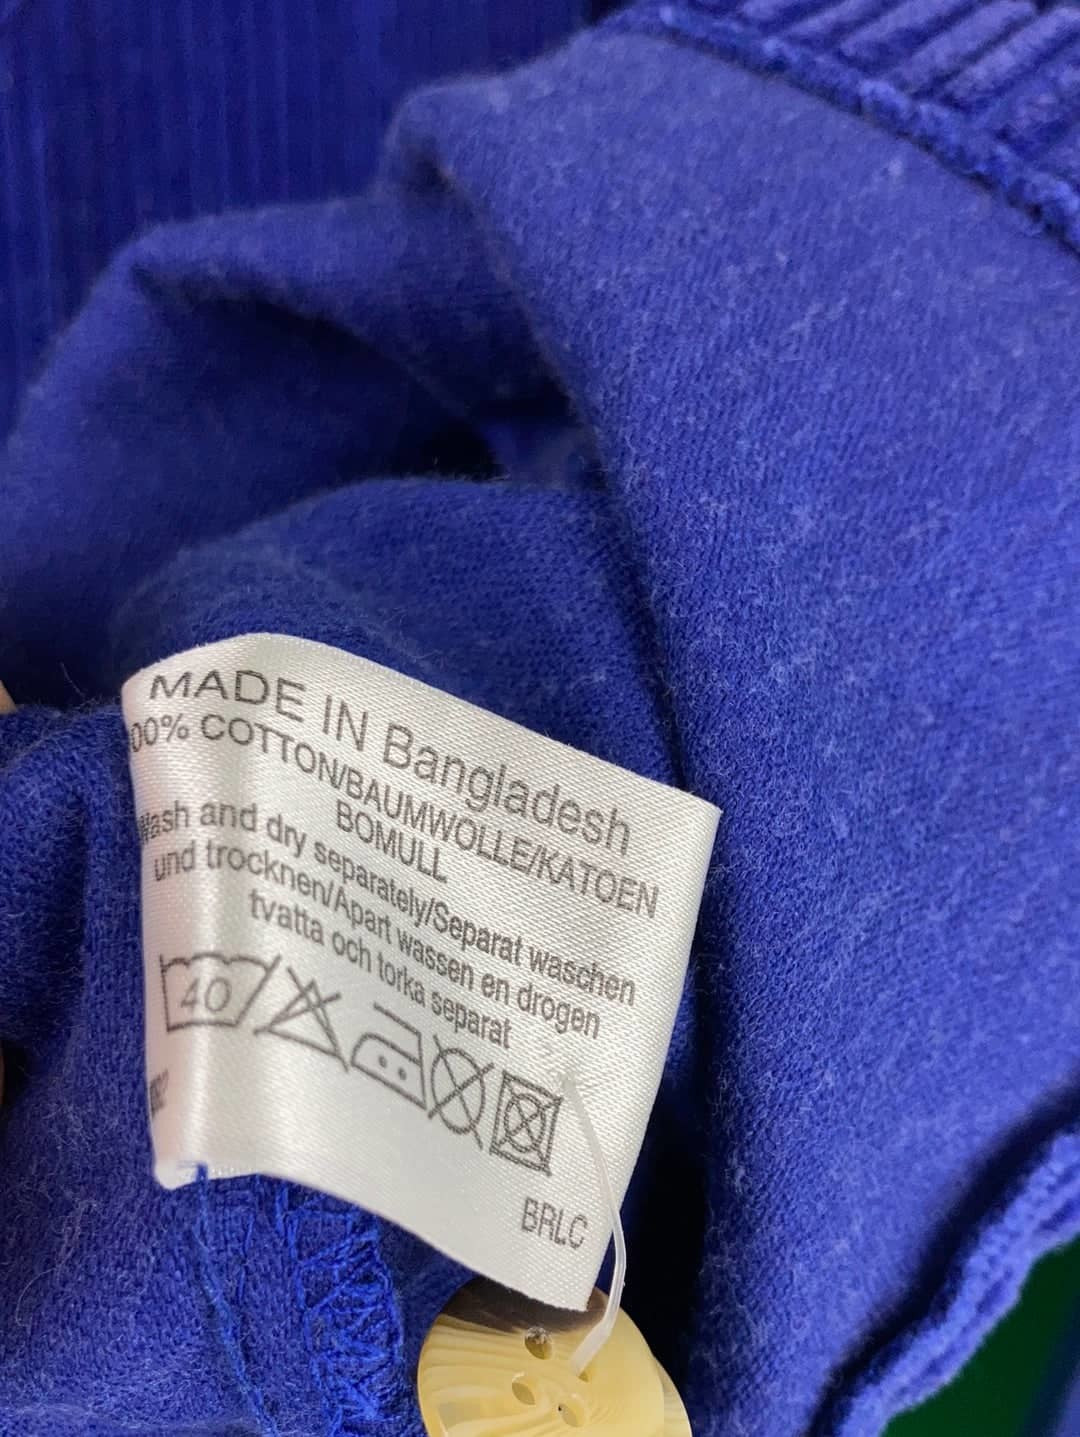 MADE IN Bangladesh
00% COTTON/BAUMWOLLE/KATOEN
BOMULL
Wash and dry separately/Separat waschen
und trocknen/Apart wassen en drogen
tvatta och torka separat
40
BRLC